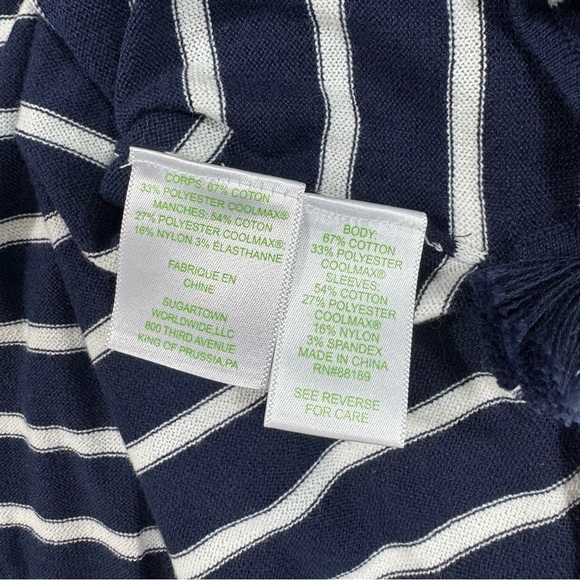 CORPS: 67% COTON
33% POLYESTER COOLMAX®
MANCHES: 54% COTON
27% POLYESTER COOLMAX®;
16% NYLON 3% ÉLASTHANNE
FABRIQUE EN
CHINE
SUGARTOWN
WORLDWIDE,LLC
800 THIRD AVENUE
KING OF PRUSSIA,PA
BODY:
67% COTTON
33% POLYESTER
COOLMAX®
SLEEVES:
54% COTTON
27% POLYESTER
COOLMAX®
16% NYLON
3% SPANDEX
MADE IN CHINA
RN#88189
SEE REVERSE
FOR CARE